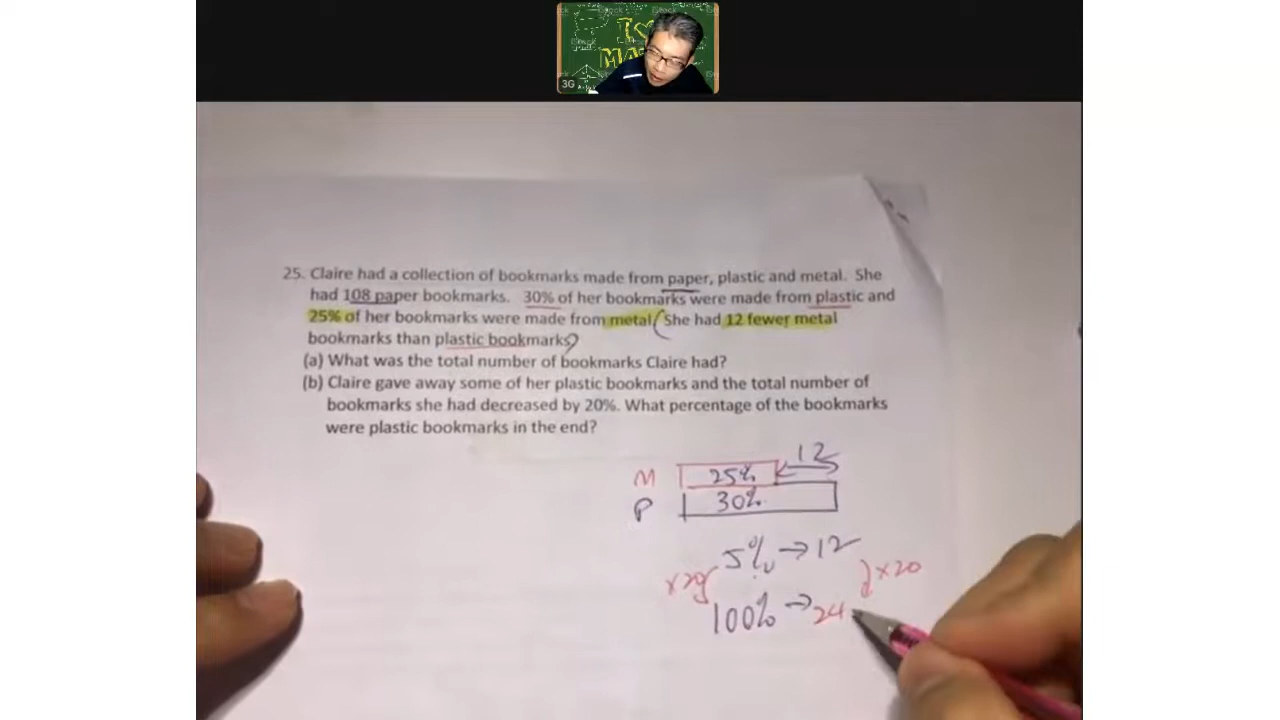 I ♡
MA
3G
25. Claire had a collection of bookmarks made from paper, plastic and metal. She
had 108 paper bookmarks. 30% of her bookmarks were made from plastic and
25% of her bookmarks were made from metal. She had 12 fewer metal
bookmarks than plastic bookmarks.
(a) What was the total number of bookmarks Claire had?
(b) Claire gave away some of her plastic bookmarks and the total number of
bookmarks she had decreased by 20%. What percentage of the bookmarks
were plastic bookmarks in the end?
12
M 25%
P 30%
5% → 12
×20 ×20
100% → 24